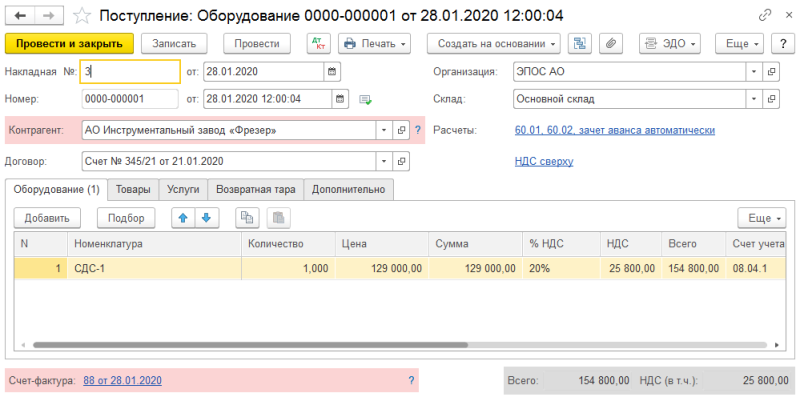 Поступление: Оборудование 0000-000001 от 28.01.2020 12:00:04
Провести и закрыть Записать Провести Дт Кт Печать Создать на основании ЭДО Еще ?
Накладная №: 3 от: 28.01.2020 Организация: ЭПОС АО
Номер: 0000-000001 от: 28.01.2020 12:00:04 Склад: Основной склад
Контрагент: АО Инструментальный завод «Фрезер» ? Расчеты: 60.01, 60.02, зачет аванса автоматически
Договор: Счет № 345/21 от 21.01.2020 НДС сверху
Оборудование (1) Товары Услуги Возвратная тара Дополнительно
Добавить Подбор Еще
N Номенклатура Количество Цена Сумма % НДС НДС Всего Счет учета
1 СДС-1 1,000 129 000,00 129 000,00 20% 25 800,00 154 800,00 08.04.1
Счет-фактура: 88 от 28.01.2020 ? Всего: 154 800,00 НДС (в т.ч.): 25 800,00